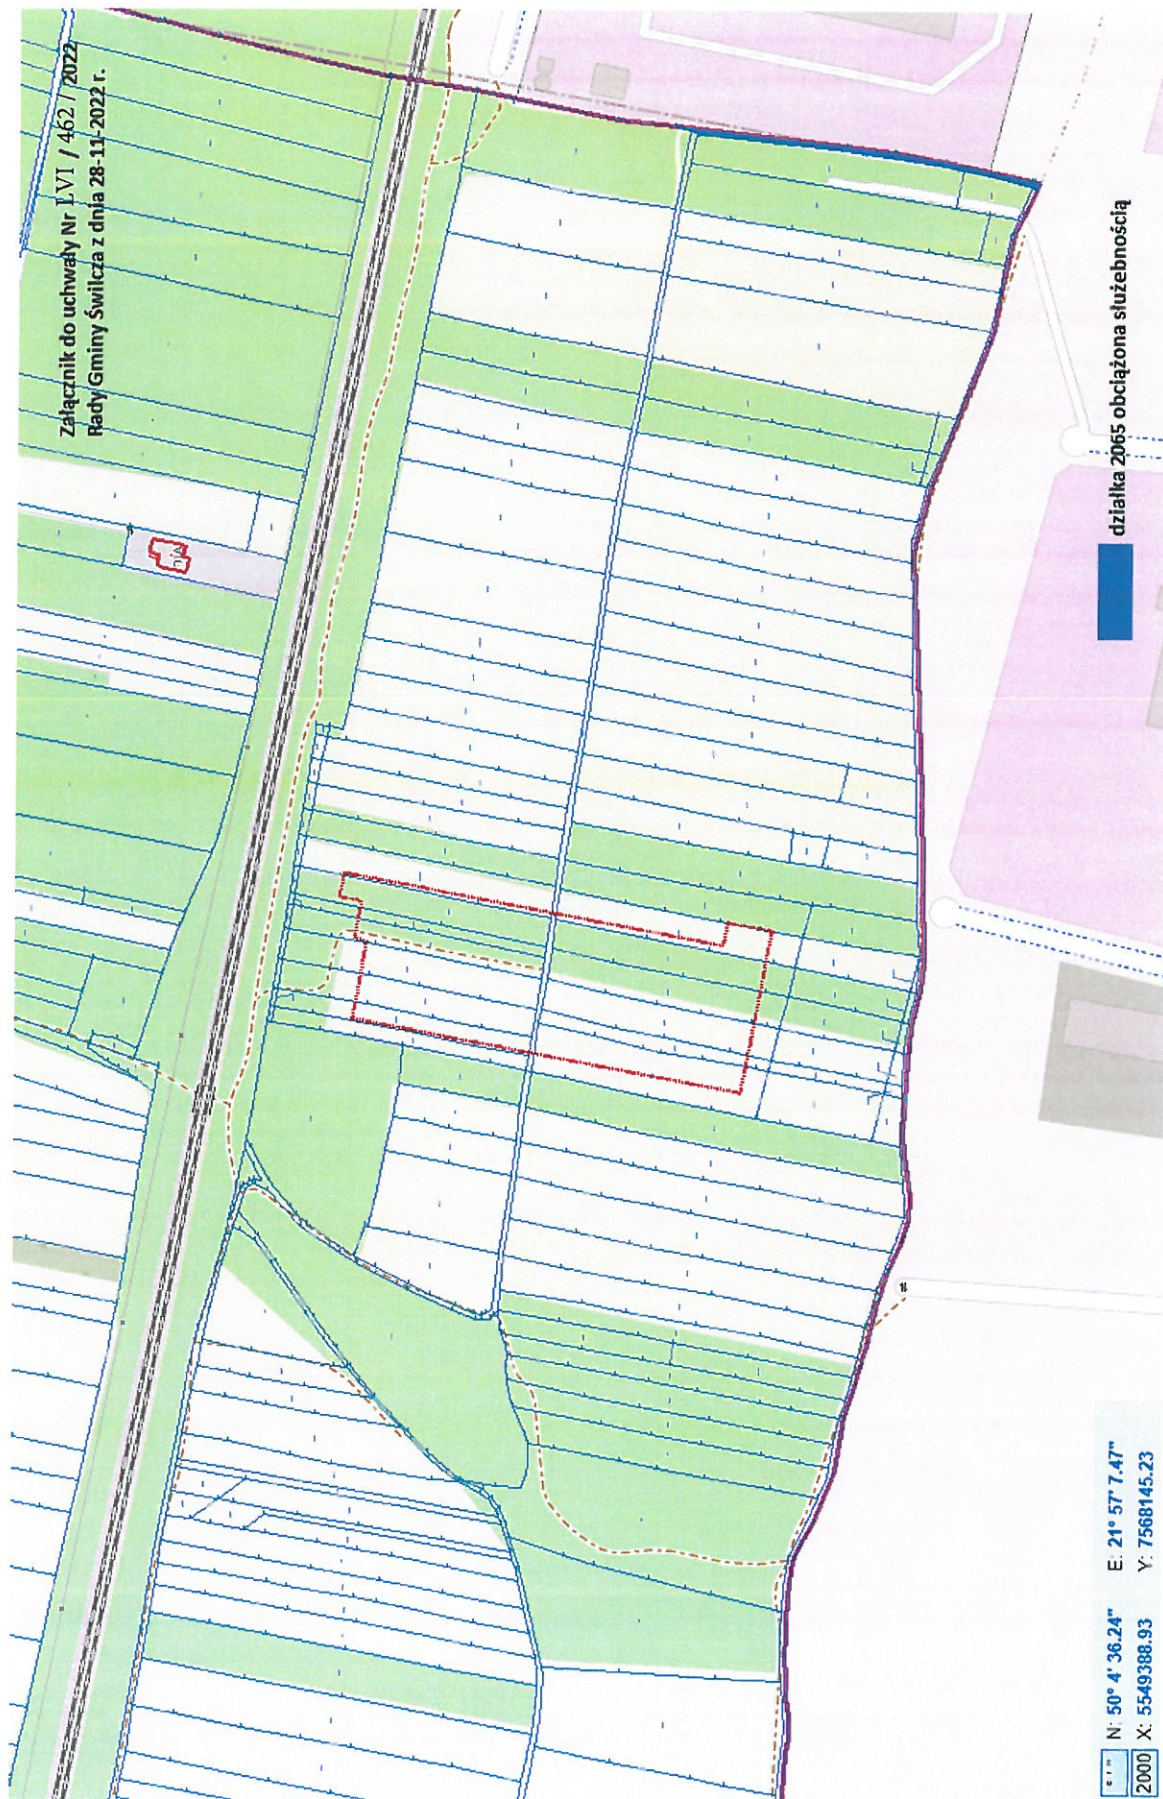 Załącznik do uchwały Nr LVI / 462 / 2022
Rady Gminy Świlcza z dnia 28-11-2022 r.
działka 2065 obciążona służebnością
° ' " N: 50° 4' 36.24" E: 21° 57' 7.47"
2000 X: 5549388.93 Y: 7568145.23